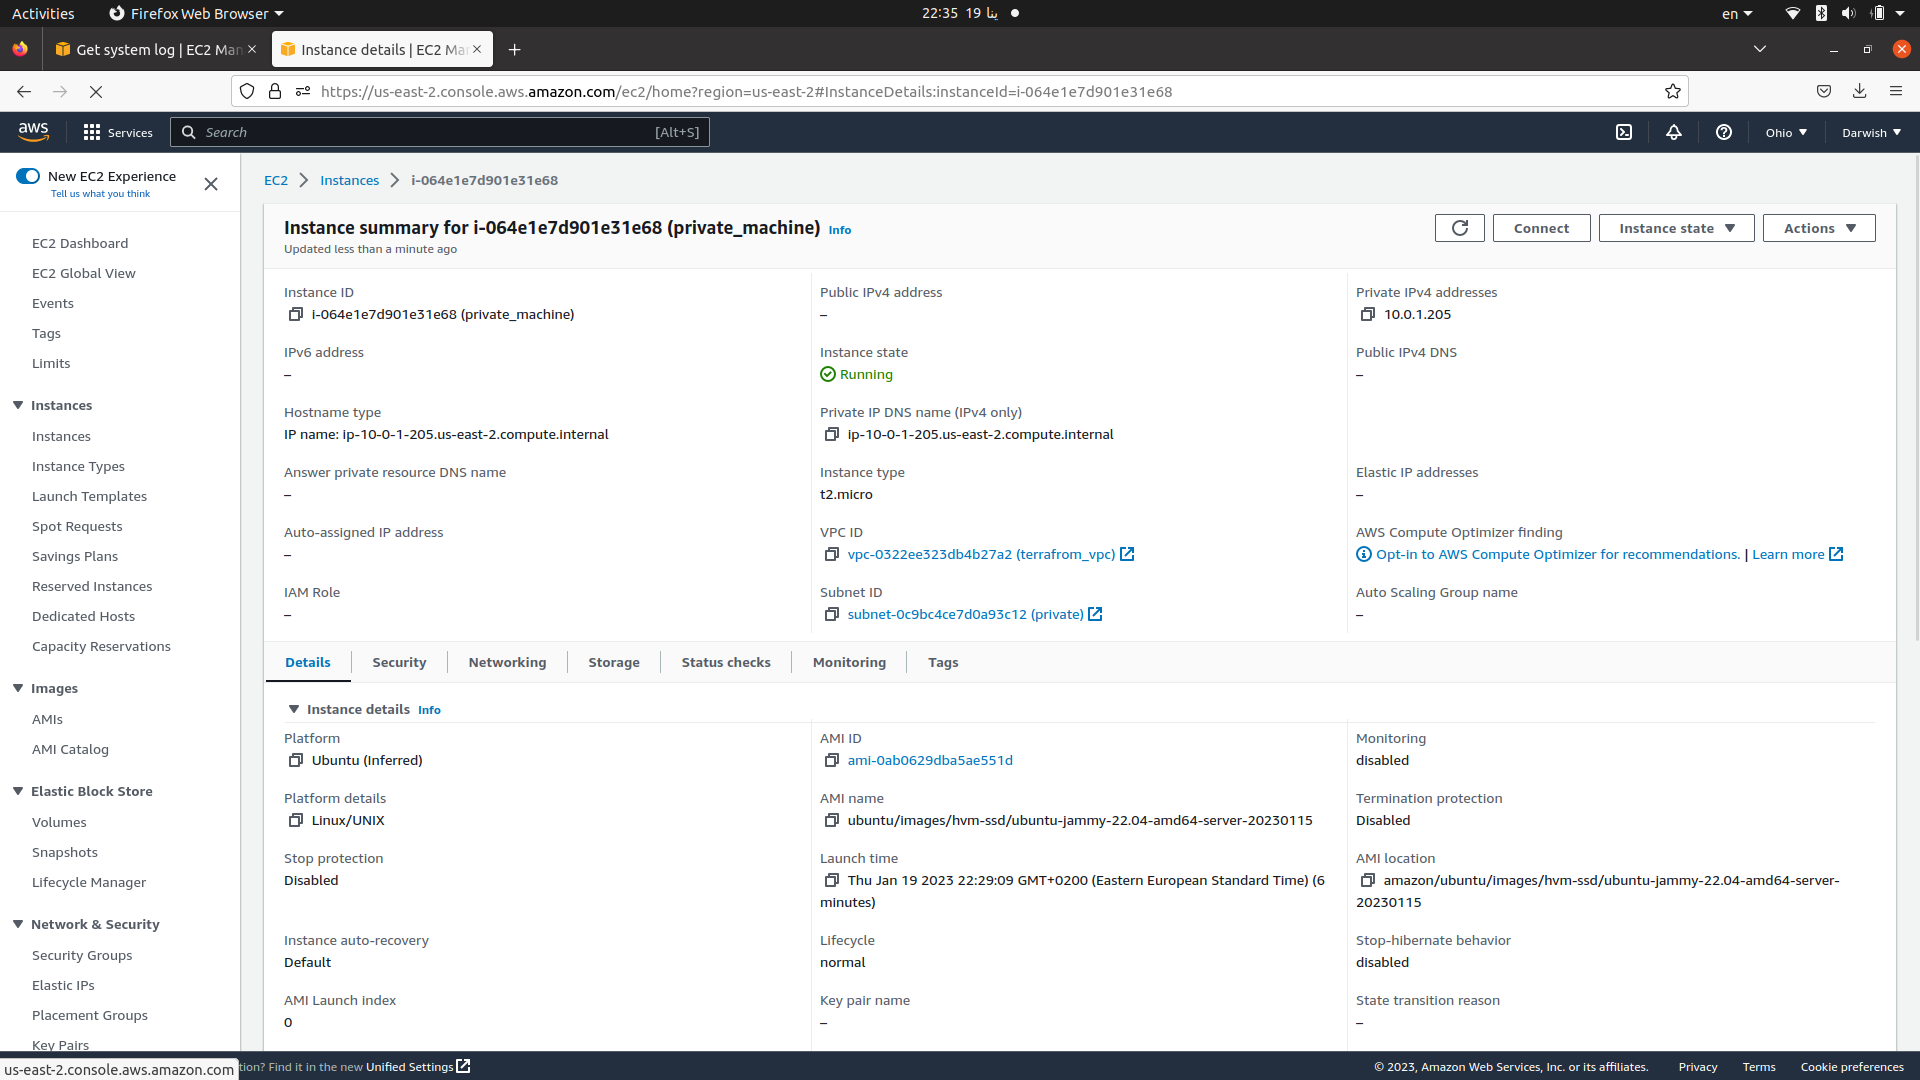 Activities
Firefox Web Browser
22:35 19 ينا
en
Get system log | EC2 Man
Instance details | EC2 Ma
https://us-east-2.console.aws.amazon.com/ec2/home?region=us-east-2#InstanceDetails:instanceId=i-064e1e7d901e31e68
aws
Services
Search
[Alt+S]
Ohio
Darwish
New EC2 Experience
Tell us what you think
EC2 Dashboard
EC2 Global View
Events
Tags
Limits
Instances
Instances
Instance Types
Launch Templates
Spot Requests
Savings Plans
Reserved Instances
Dedicated Hosts
Capacity Reservations
Images
AMIs
AMI Catalog
Elastic Block Store
Volumes
Snapshots
Lifecycle Manager
Network & Security
Security Groups
Elastic IPs
Placement Groups
Key Pairs
EC2
Instances
i-064e1e7d901e31e68
Instance summary for i-064e1e7d901e31e68 (private_machine) Info
Updated less than a minute ago
Connect
Instance state
Actions
Instance ID
i-064e1e7d901e31e68 (private_machine)
Public IPv4 address
–
Private IPv4 addresses
10.0.1.205
IPv6 address
–
Instance state
Running
Public IPv4 DNS
–
Hostname type
IP name: ip-10-0-1-205.us-east-2.compute.internal
Private IP DNS name (IPv4 only)
ip-10-0-1-205.us-east-2.compute.internal
Answer private resource DNS name
–
Instance type
t2.micro
Elastic IP addresses
–
Auto-assigned IP address
–
VPC ID
vpc-0322ee323db4b27a2 (terrafrom_vpc)
AWS Compute Optimizer finding
Opt-in to AWS Compute Optimizer for recommendations. | Learn more
IAM Role
–
Subnet ID
subnet-0c9bc4ce7d0a93c12 (private)
Auto Scaling Group name
–
Details
Security
Networking
Storage
Status checks
Monitoring
Tags
Instance details Info
Platform
Ubuntu (Inferred)
AMI ID
ami-0ab0629dba5ae551d
Monitoring
disabled
Platform details
Linux/UNIX
AMI name
ubuntu/images/hvm-ssd/ubuntu-jammy-22.04-amd64-server-20230115
Termination protection
Disabled
Stop protection
Disabled
Launch time
Thu Jan 19 2023 22:29:09 GMT+0200 (Eastern European Standard Time) (6
minutes)
AMI location
amazon/ubuntu/images/hvm-ssd/ubuntu-jammy-22.04-amd64-server-
20230115
Instance auto-recovery
Default
Lifecycle
normal
Stop-hibernate behavior
disabled
AMI Launch index
0
Key pair name
–
State transition reason
–
us-east-2.console.aws.amazon.com
tion? Find it in the new Unified Settings
© 2023, Amazon Web Services, Inc. or its affiliates.
Privacy
Terms
Cookie preferences